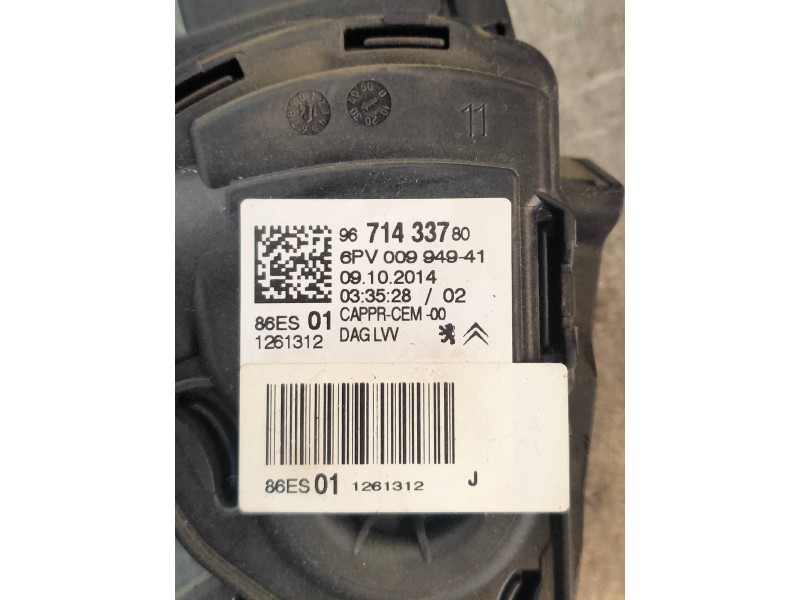 11
96 714 337 80
6PV 009 949-41
09.10.2014
03:35:28 / 02
86ES 01 CAPPR-CEM -00
1261312 DAG LVV
86ES 01 1261312 J